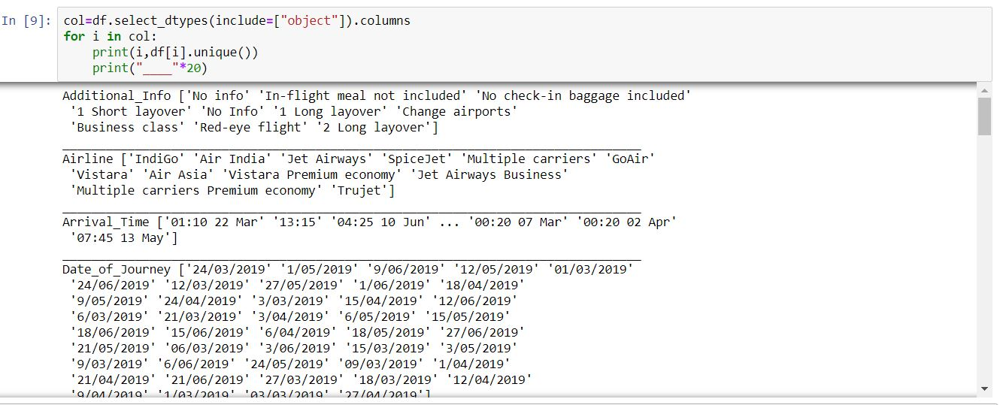 In [9]: col=df.select_dtypes(include=["object"]).columns
for i in col:
    print(i,df[i].unique())
    print("____"*20)
Additional_Info ['No info' 'In-flight meal not included' 'No check-in baggage included'
 '1 Short layover' 'No Info' '1 Long layover' 'Change airports'
 'Business class' 'Red-eye flight' '2 Long layover']
________________________________________________________________________________
Airline ['IndiGo' 'Air India' 'Jet Airways' 'SpiceJet' 'Multiple carriers' 'GoAir'
 'Vistara' 'Air Asia' 'Vistara Premium economy' 'Jet Airways Business'
 'Multiple carriers Premium economy' 'Trujet']
________________________________________________________________________________
Arrival_Time ['01:10 22 Mar' '13:15' '04:25 10 Jun' ... '00:20 07 Mar' '00:20 02 Apr'
 '07:45 13 May']
________________________________________________________________________________
Date_of_Journey ['24/03/2019' '1/05/2019' '9/06/2019' '12/05/2019' '01/03/2019'
 '24/06/2019' '12/03/2019' '27/05/2019' '1/06/2019' '18/04/2019'
 '9/05/2019' '24/04/2019' '3/03/2019' '15/04/2019' '12/06/2019'
 '6/03/2019' '21/03/2019' '3/04/2019' '6/05/2019' '15/05/2019'
 '18/06/2019' '15/06/2019' '6/04/2019' '18/05/2019' '27/06/2019'
 '21/05/2019' '06/03/2019' '3/06/2019' '15/03/2019' '3/05/2019'
 '9/03/2019' '6/06/2019' '24/05/2019' '09/03/2019' '1/04/2019'
 '21/04/2019' '21/06/2019' '27/03/2019' '18/03/2019' '12/04/2019'
 '9/04/2019' '1/03/2019' '03/03/2019' '27/04/2019']